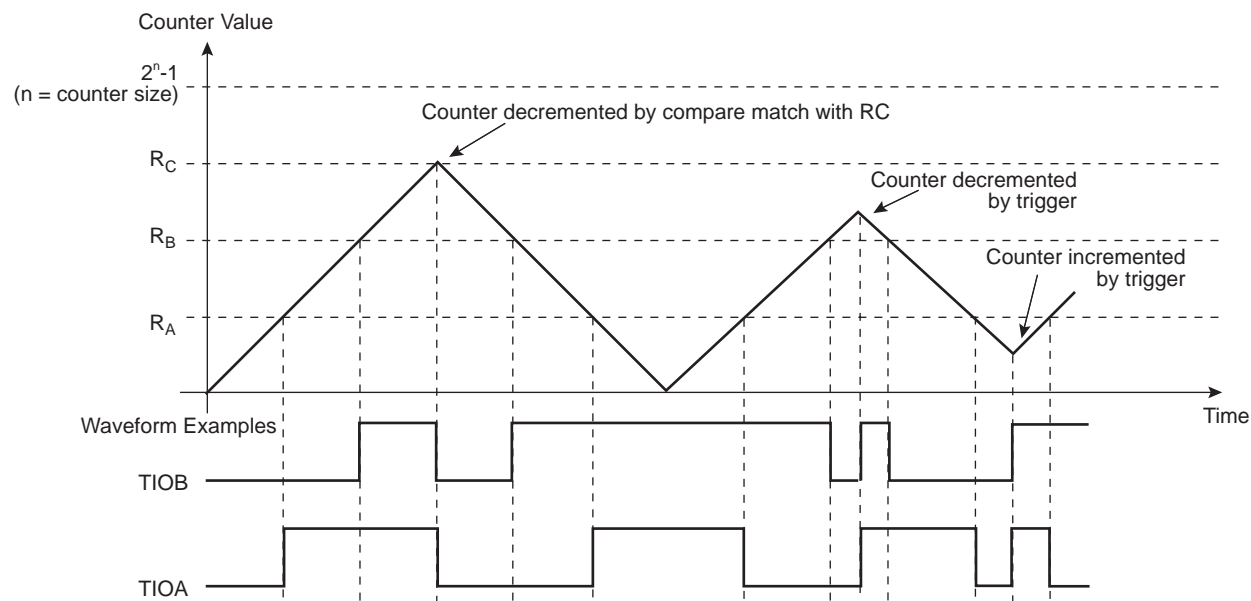 Counter Value
2ⁿ-1
(n = counter size)
Counter decremented by compare match with RC
R_C
Counter decremented
by trigger
R_B
Counter incremented
by trigger
R_A
Time
Waveform Examples
TIOB
TIOA